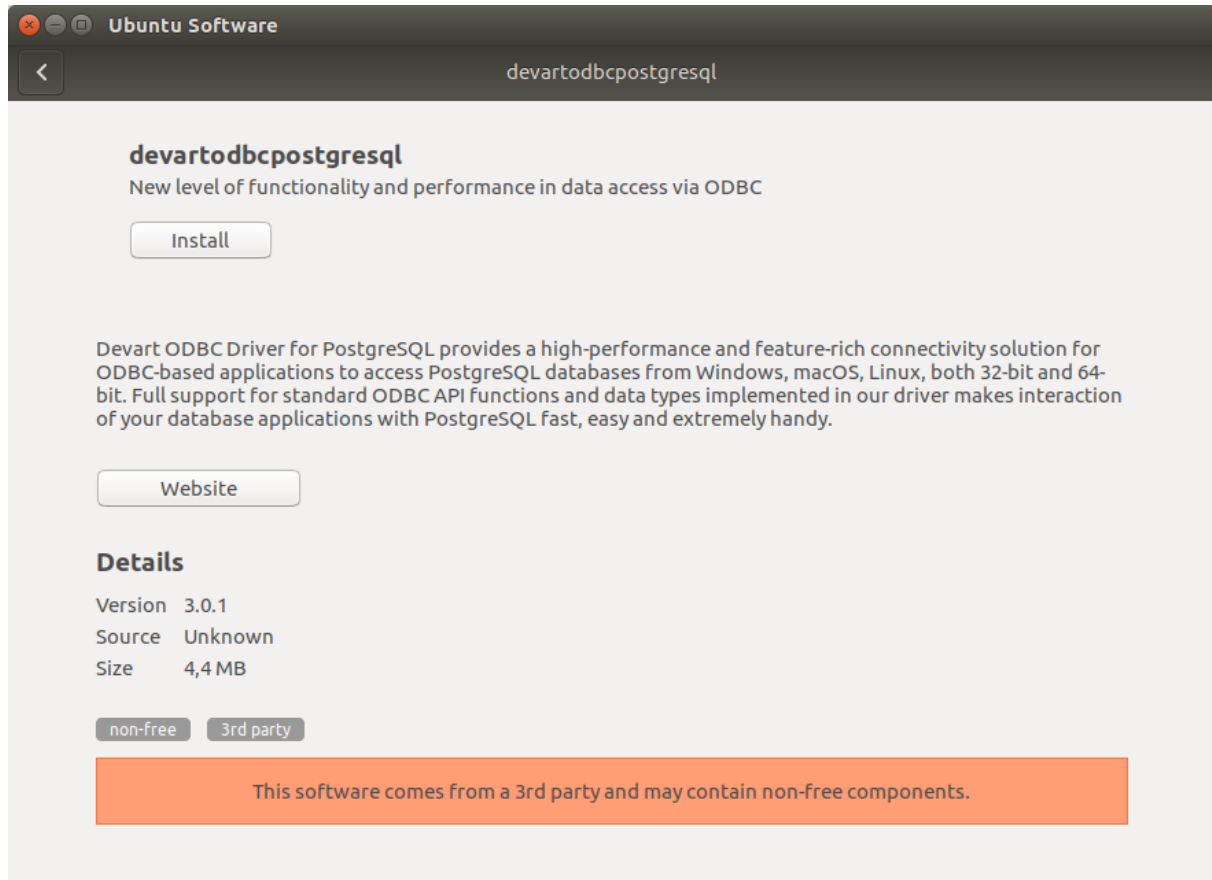 Ubuntu Software
devartodbcpostgresql
devartodbcpostgresql
New level of functionality and performance in data access via ODBC
Install
Devart ODBC Driver for PostgreSQL provides a high-performance and feature-rich connectivity solution for
ODBC-based applications to access PostgreSQL databases from Windows, macOS, Linux, both 32-bit and 64-
bit. Full support for standard ODBC API functions and data types implemented in our driver makes interaction
of your database applications with PostgreSQL fast, easy and extremely handy.
Website
Details
Version 3.0.1
Source Unknown
Size 4,4 MB
non-free 3rd party
This software comes from a 3rd party and may contain non-free components.